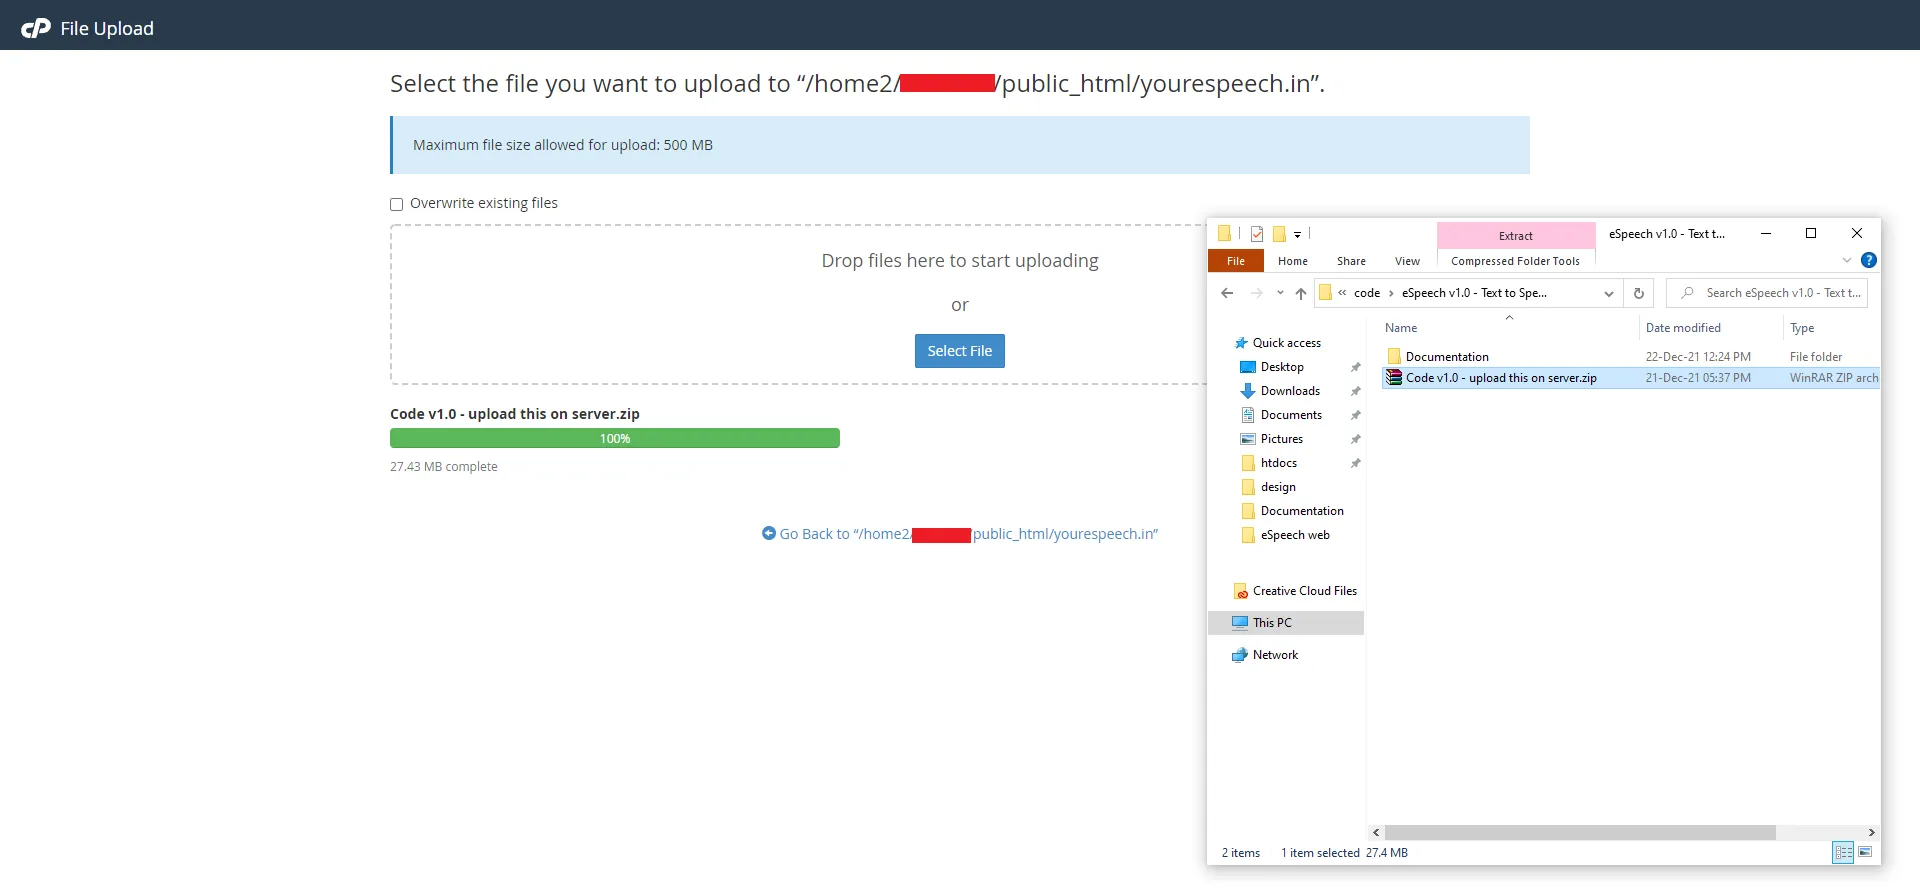 cP File Upload
Select the file you want to upload to “/home2/ /public_html/yourespeech.in”.
Maximum file size allowed for upload: 500 MB
Overwrite existing files
Drop files here to start uploading
or
Select File
Code v1.0 - upload this on server.zip
100%
27.43 MB complete
Go Back to “/home2/ public_html/yourespeech.in”
Extract
eSpeech v1.0 - Text t...
File
Home
Share
View
Compressed Folder Tools
?
« code › eSpeech v1.0 - Text to Spe...
Search eSpeech v1.0 - Text t...
Name
Date modified
Type
Quick access
Desktop
Downloads
Documents
Pictures
htdocs
design
Documentation
eSpeech web
Creative Cloud Files
This PC
Network
Documentation
22-Dec-21 12:24 PM
File folder
Code v1.0 - upload this on server.zip
21-Dec-21 05:37 PM
WinRAR ZIP arch
2 items
1 item selected
27.4 MB